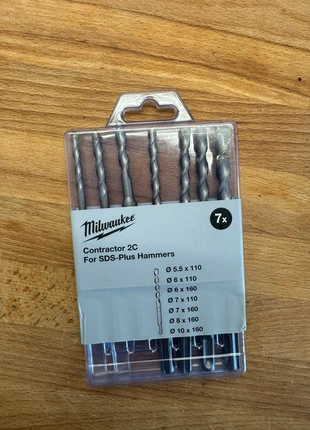 Milwaukee
7x
Contractor 2C
For SDS-Plus Hammers
Ø 5.5 x 110
Ø 6 x 110
Ø 6 x 160
Ø 7 x 110
Ø 7 x 160
Ø 8 x 160
Ø 10 x 160